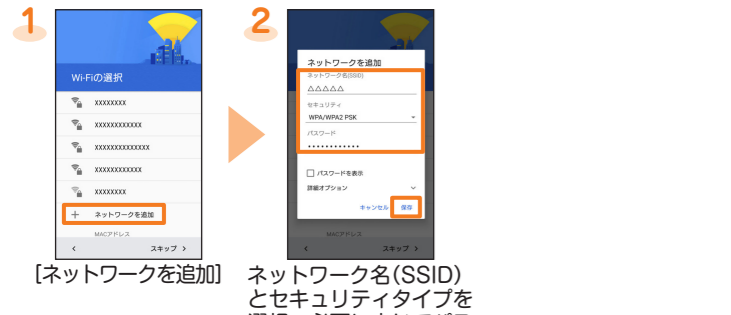 1
Wi-Fiの選択
xxxxxxxx
xxxxxxxxxxxx
xxxxxxxxxxxxxx
xxxxxxxxxxxx
xxxxxxxx
+ ネットワークを追加
MACアドレス
< スキップ >
[ネットワークを追加]
2
ネットワークを追加
ネットワーク名(SSID)
△△△△△
セキュリティ
WPA/WPA2 PSK
パスワード
••••••••••••
パスワードを表示
詳細オプション
キャンセル 保存
MACアドレス
< スキップ >
ネットワーク名(SSID)
とセキュリティタイプを